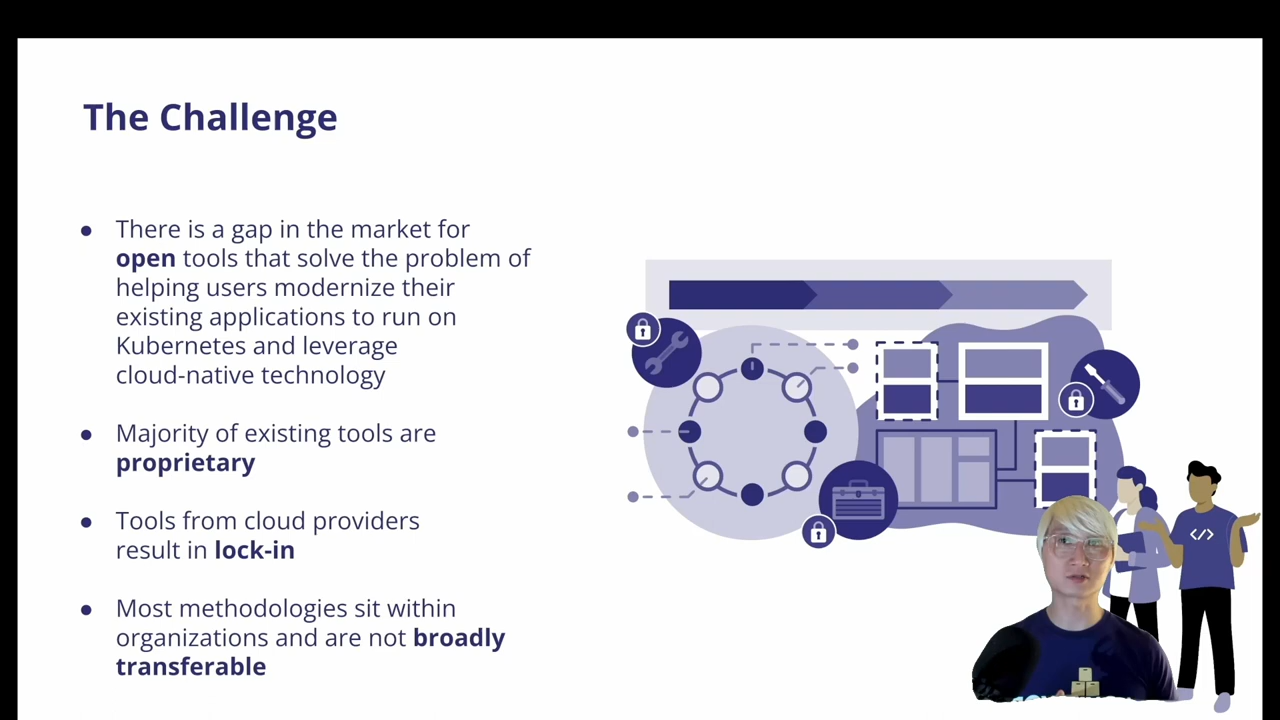 The Challenge
● There is a gap in the market for
open tools that solve the problem of
helping users modernize their
existing applications to run on
Kubernetes and leverage
cloud-native technology
● Majority of existing tools are
proprietary
● Tools from cloud providers
result in lock-in
● Most methodologies sit within
organizations and are not broadly
transferable
</>